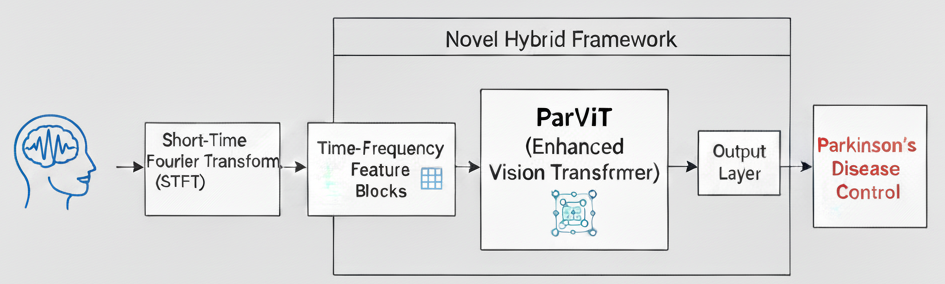 Novel Hybrid Framework
Short-Time
Fourier Transform
(STFT)
Time-Frequency
Feature
Blocks
ParViT
(Enhanced
Vision Transfrmer)
Output
Layer
Parkinson's
Disease
Control